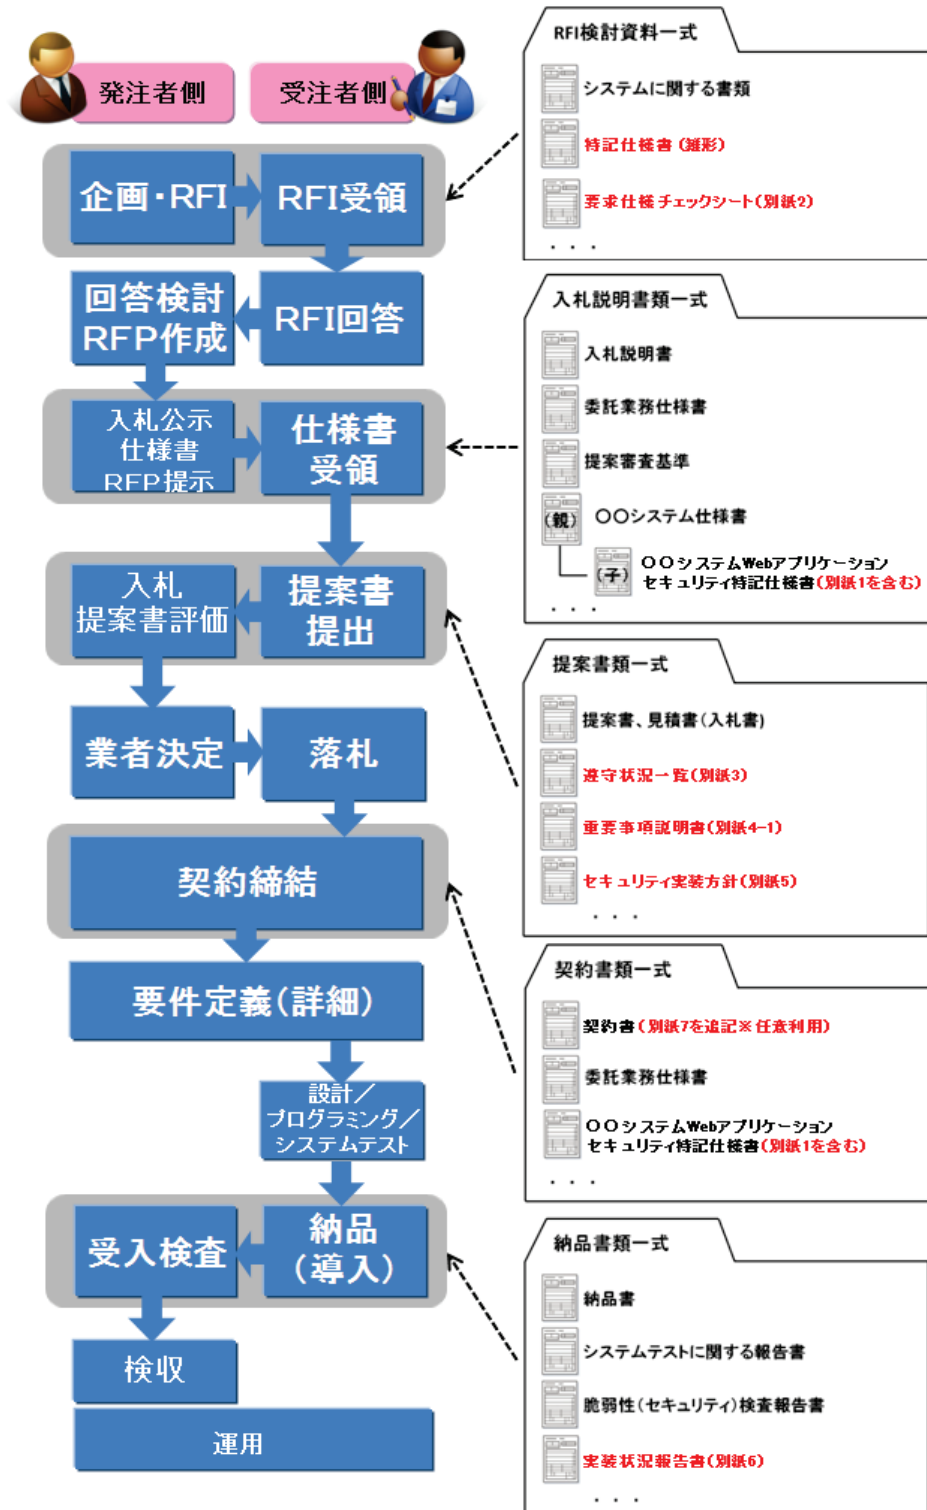 発注者側
受注者側
企画・RFI
RFI受領
回答検討
RFP作成
RFI回答
入札公示
仕様書
RFP提示
仕様書
受領
入札
提案書評価
提案書
提出
業者決定
落札
契約締結
要件定義(詳細)
設計/
プログラミング/
システムテスト
受入検査
納品
(導入)
検収
運用
RFI検討資料一式
システムに関する書類
特記仕様書(雛形)
要求仕様チェックシート(別紙2)
・・・
入札説明書類一式
入札説明書
委託業務仕様書
提案審査基準
(親)
〇〇システム仕様書
(子)
〇〇システムWebアプリケーション
セキュリティ特記仕様書(別紙1を含む)
・・・
提案書類一式
提案書、見積書(入札書)
遵守状況一覧(別紙3)
重要事項説明書(別紙4-1)
セキュリティ実装方針(別紙5)
・・・
契約書類一式
契約書(別紙7を追記※任意利用)
委託業務仕様書
〇〇システムWebアプリケーション
セキュリティ特記仕様書(別紙1を含む)
・・・
納品書類一式
納品書
システムテストに関する報告書
脆弱性(セキュリティ)検査報告書
実装状況報告書(別紙6)
・・・